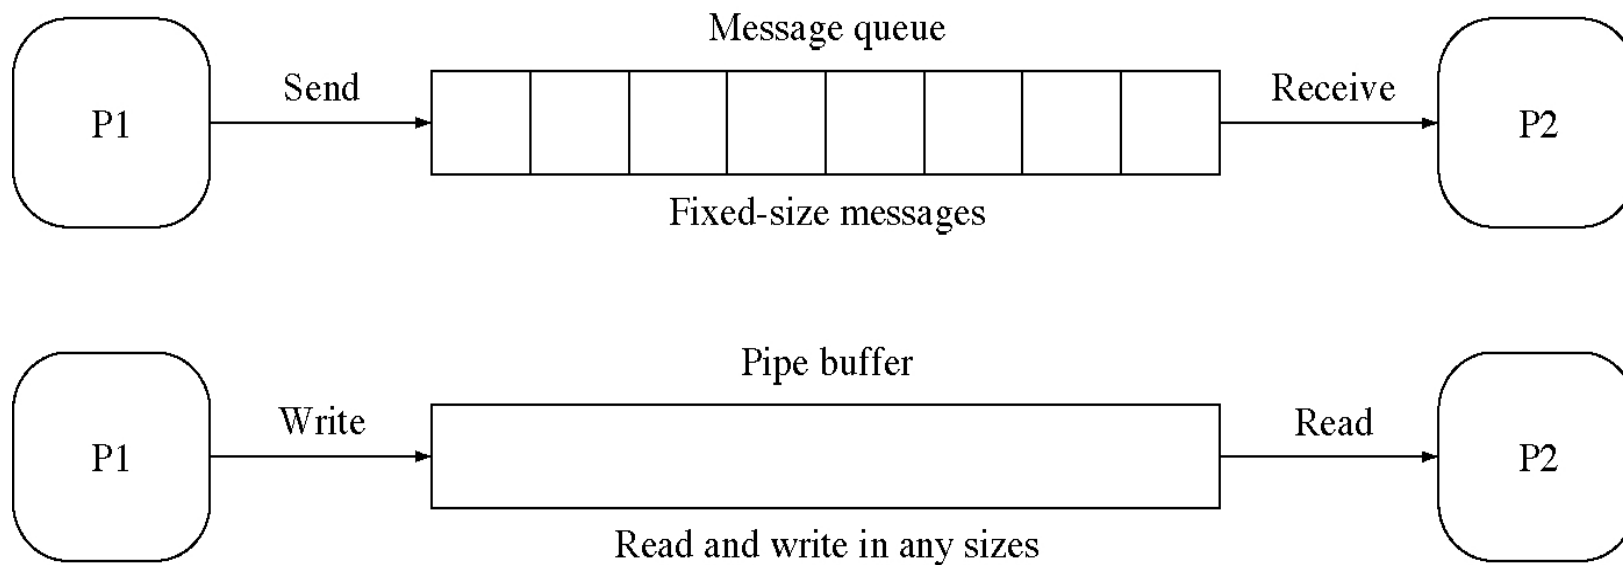 Message queue
P1
Send
Receive
P2
Fixed-size messages
Pipe buffer
P1
Write
Read
P2
Read and write in any sizes